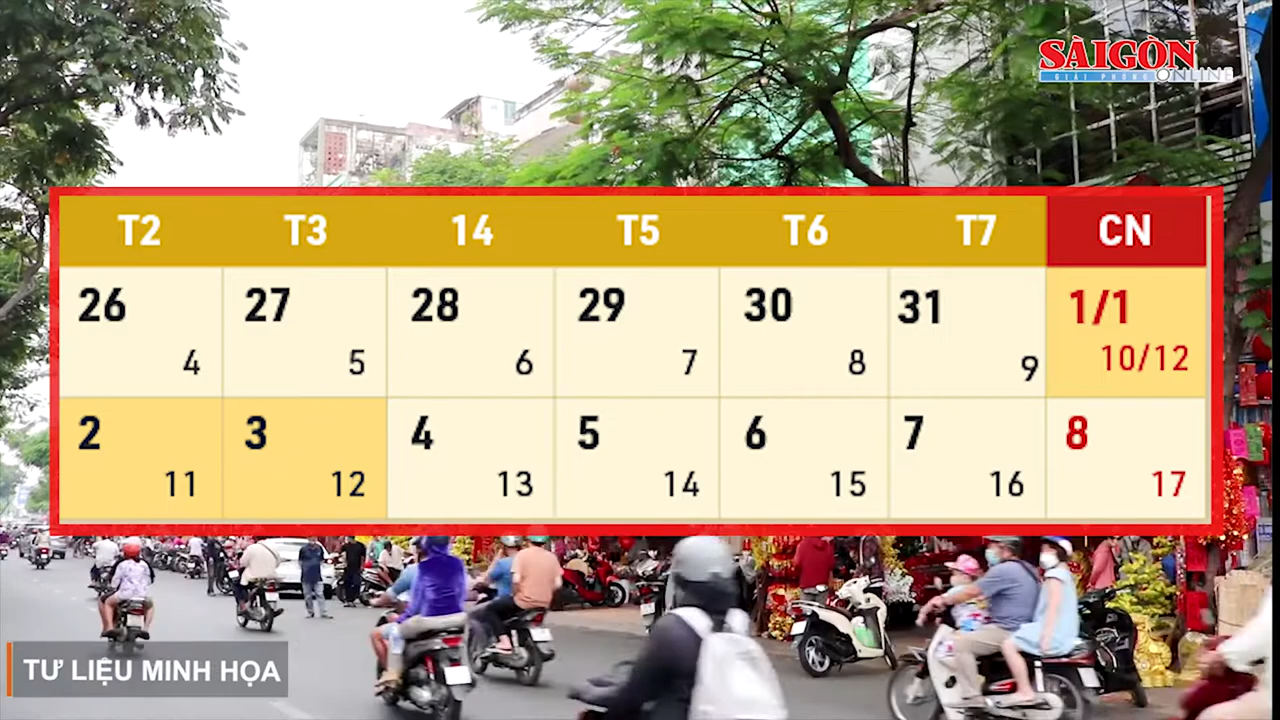 SÀIGÒN
GIẢI PHÓNG ONLINE
T2 T3 14 T5 T6 T7 CN
26 27 28 29 30 31 1/1
4 5 6 7 8 9 10/12
2 3 4 5 6 7 8
11 12 13 14 15 16 17
TƯ LIỆU MINH HỌA